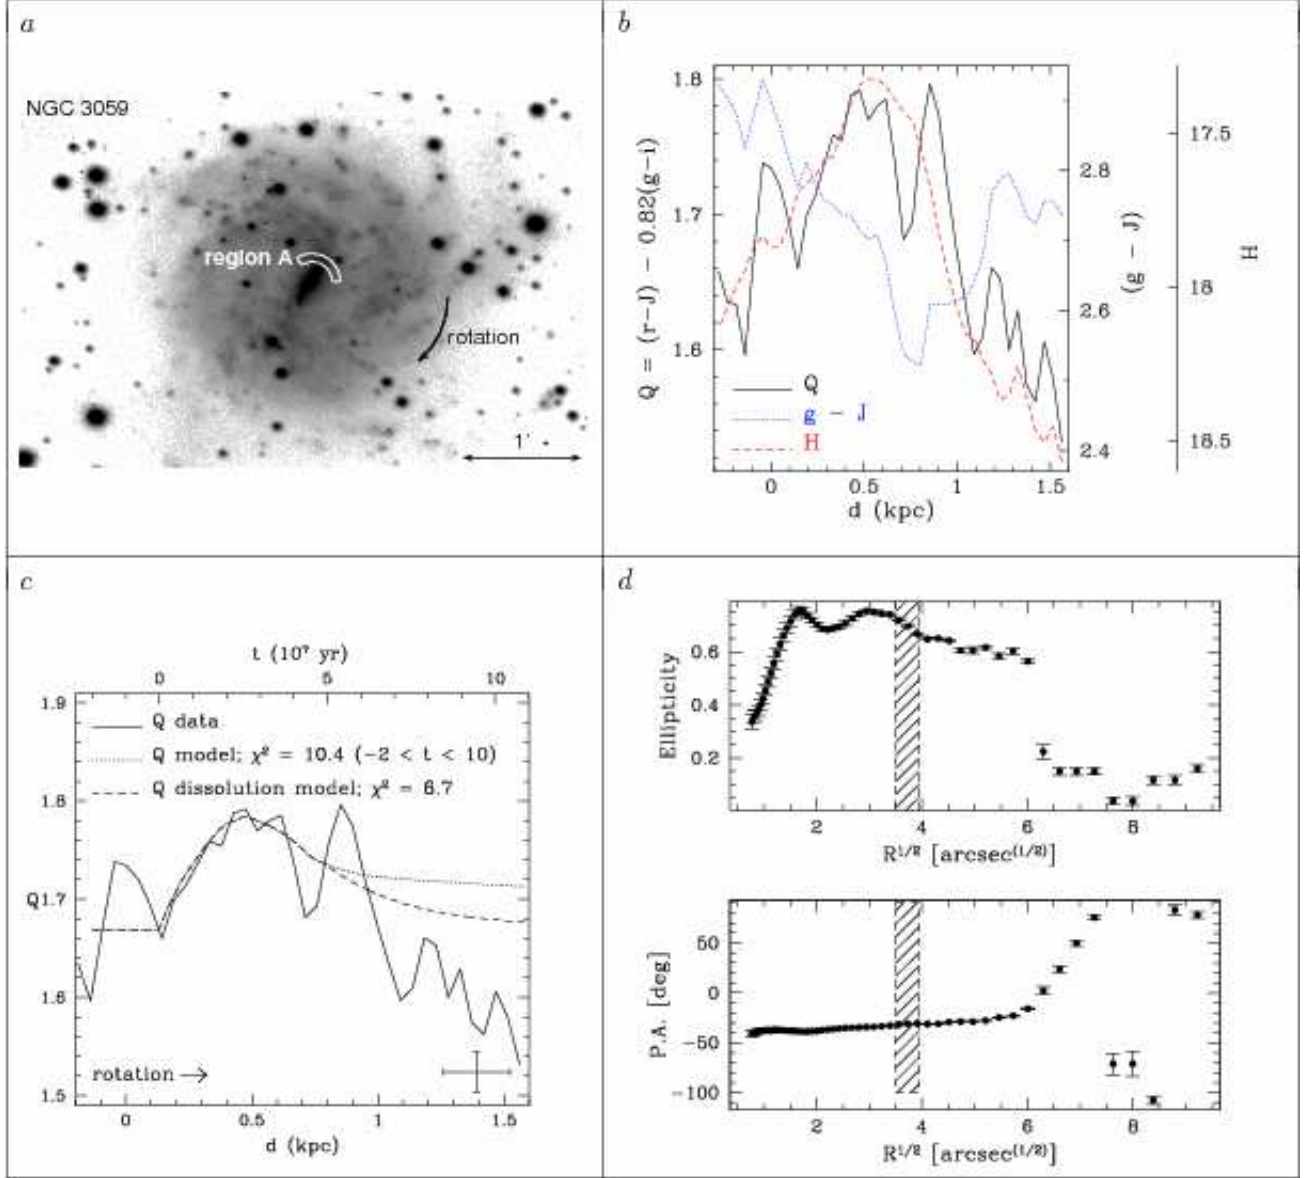 a
NGC 3059
region A
rotation
1'
b
1.8
1.7
1.6
Q = (r-J) - 0.82(g-i)
Q
g - J
H
0
0.5
1
1.5
d (kpc)
2.8
2.6
2.4
(g - J)
17.5
18
18.5
H
c
t (10⁷ yr)
0
5
10
1.9
1.8
Q1.7
1.6
1.5
Q data
Q model; χ² = 10.4 (-2 < t < 10)
Q dissolution model; χ² = 6.7
rotation →
0
0.5
1
1.5
d (kpc)
d
0.6
0.4
0.2
Ellipticity
2
4
6
8
R^1/2 [arcsec^(1/2)]
50
0
-50
-100
P.A. [deg]
2
4
6
8
R^1/2 [arcsec^(1/2)]